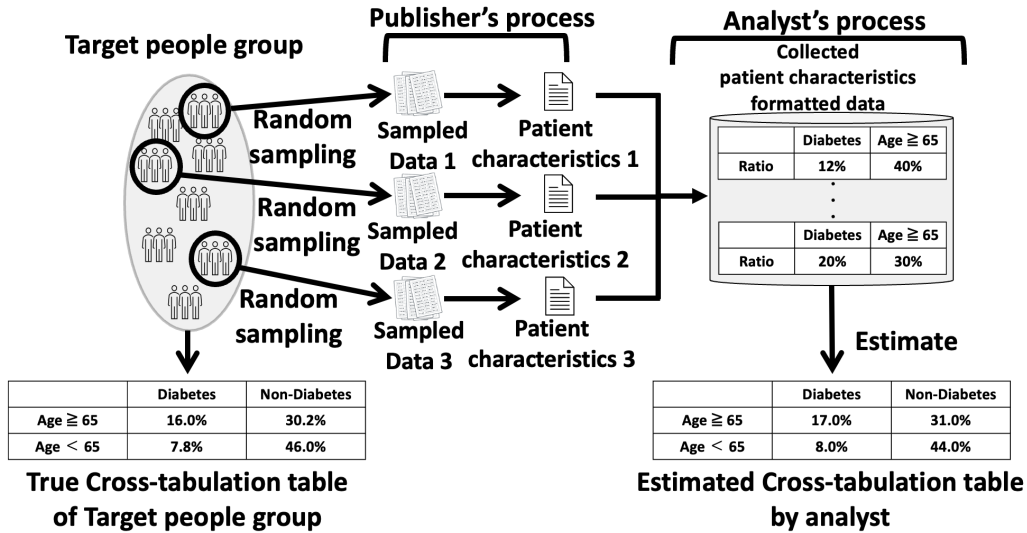 Publisher's process
Analyst's process
Target people group
Collected
patient characteristics
formatted data
Random
sampling
Sampled
Data 1
Patient
characteristics 1
Random
sampling
Sampled
Data 2
Patient
characteristics 2
Random
sampling
Sampled
Data 3
Patient
characteristics 3
Diabetes Age ≧ 65
Ratio 12% 40%
Diabetes Age ≧ 65
Ratio 20% 30%
Estimate
Diabetes Non-Diabetes
Age ≧ 65 16.0% 30.2%
Age < 65 7.8% 46.0%
True Cross-tabulation table
of Target people group
Diabetes Non-Diabetes
Age ≧ 65 17.0% 31.0%
Age < 65 8.0% 44.0%
Estimated Cross-tabulation table
by analyst